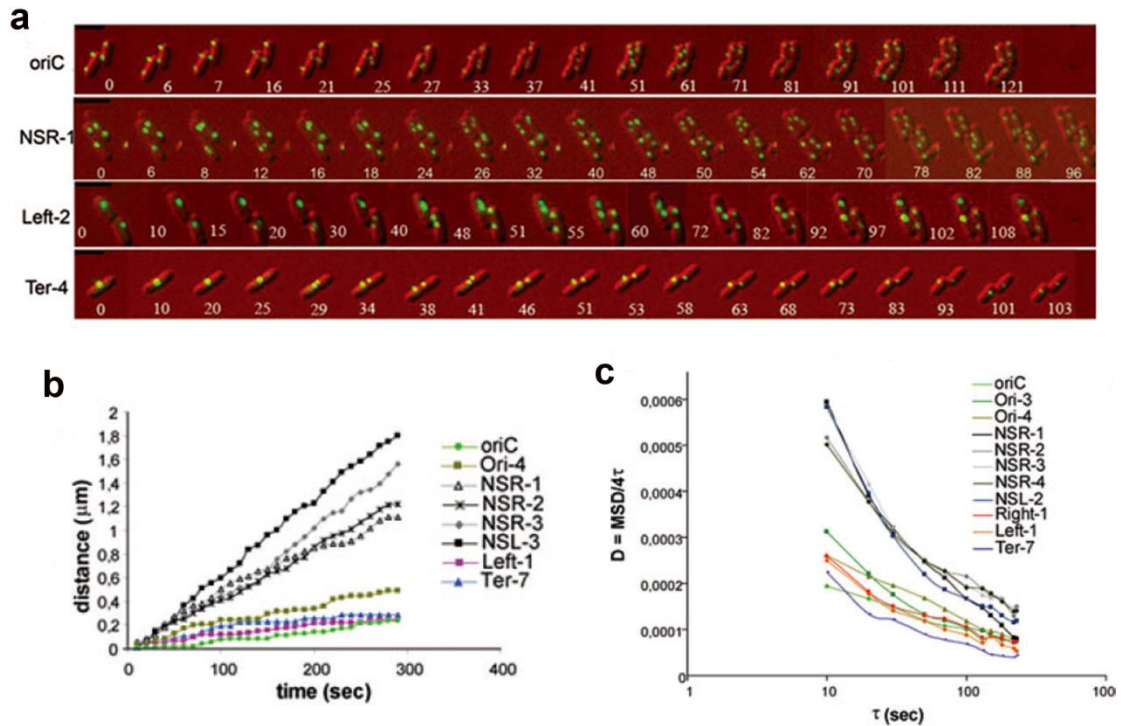 a
oriC
0 6 7 16 21 25 27 33 37 41 51 61 71 81 91 101 111 121
NSR-1
0 6 8 12 16 18 24 26 32 40 48 50 54 62 70 78 82 88 96
Left-2
0 10 15 20 30 40 48 51 55 60 72 82 92 97 102 108
Ter-4
0 10 20 25 29 34 38 41 46 51 53 58 63 68 73 83 93 101 103
b
distance (μm)
2
1,8
1,6
1,4
1,2
1
0,8
0,6
0,4
0,2
0
0 100 200 300 400
time (sec)
oriC
Ori-4
NSR-1
NSR-2
NSR-3
NSL-3
Left-1
Ter-7
c
D = MSD/4τ
0,0006
0,0005
0,0004
0,0003
0,0002
0,0001
0
1 10 100 100
τ (sec)
oriC
Ori-3
Ori-4
NSR-1
NSR-2
NSR-3
NSR-4
NSL-2
Right-1
Left-1
Ter-7